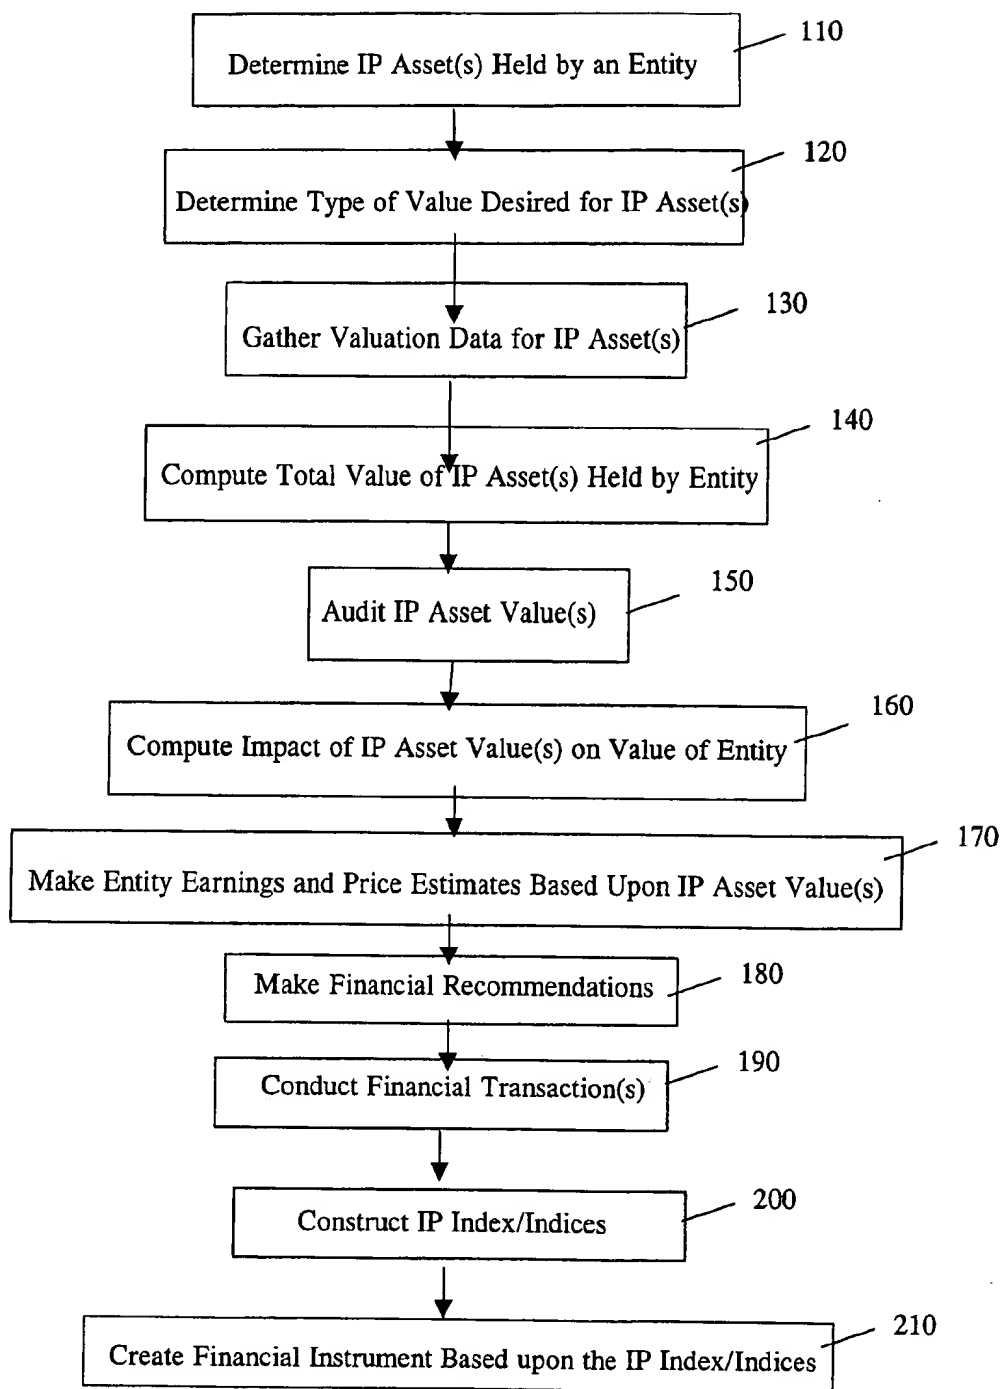 110
Determine IP Asset(s) Held by an Entity
120
Determine Type of Value Desired for IP Asset(s)
130
Gather Valuation Data for IP Asset(s)
140
Compute Total Value of IP Asset(s) Held by Entity
150
Audit IP Asset Value(s)
160
Compute Impact of IP Asset Value(s) on Value of Entity
170
Make Entity Earnings and Price Estimates Based Upon IP Asset Value(s)
180
Make Financial Recommendations
190
Conduct Financial Transaction(s)
200
Construct IP Index/Indices
210
Create Financial Instrument Based upon the IP Index/Indices